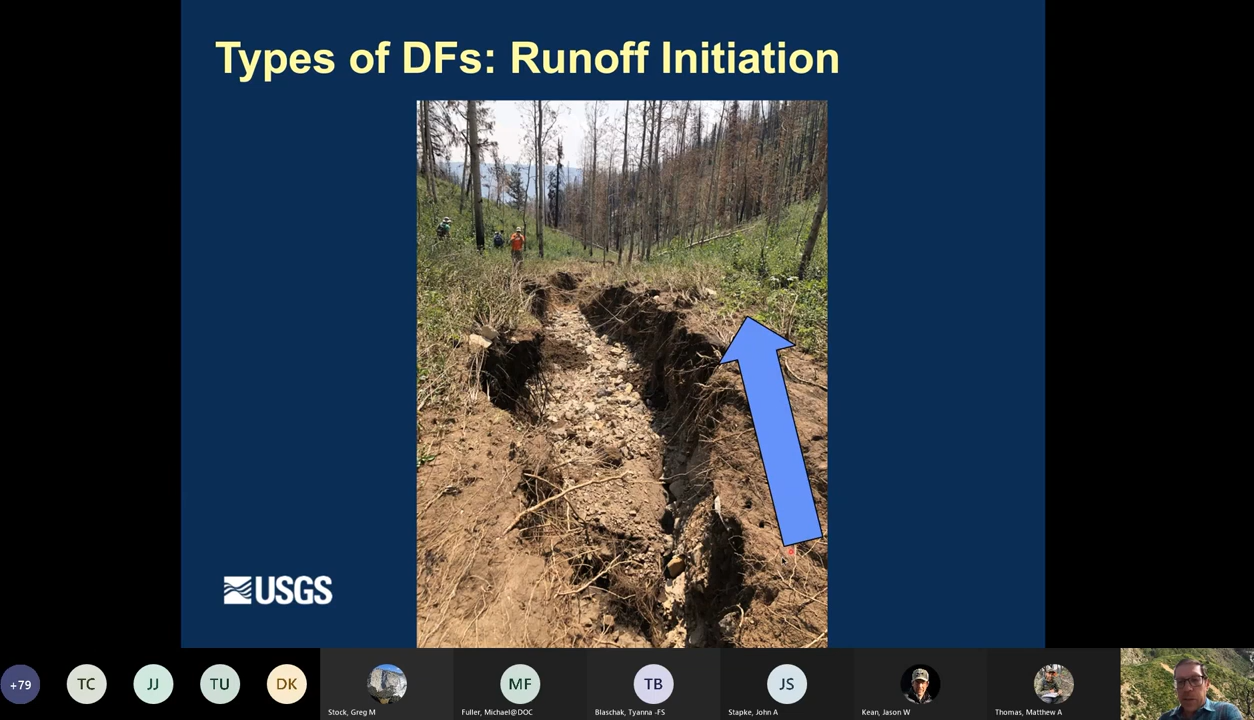 Types of DFs: Runoff Initiation
USGS
+79
TC
JJ
TU
DK
Stock, Greg M
MF
Fuller, Michael@DOC
TB
Blaschak, Tyanna -FS
JS
Stapke, John A
Kean, Jason W
Thomas, Matthew A